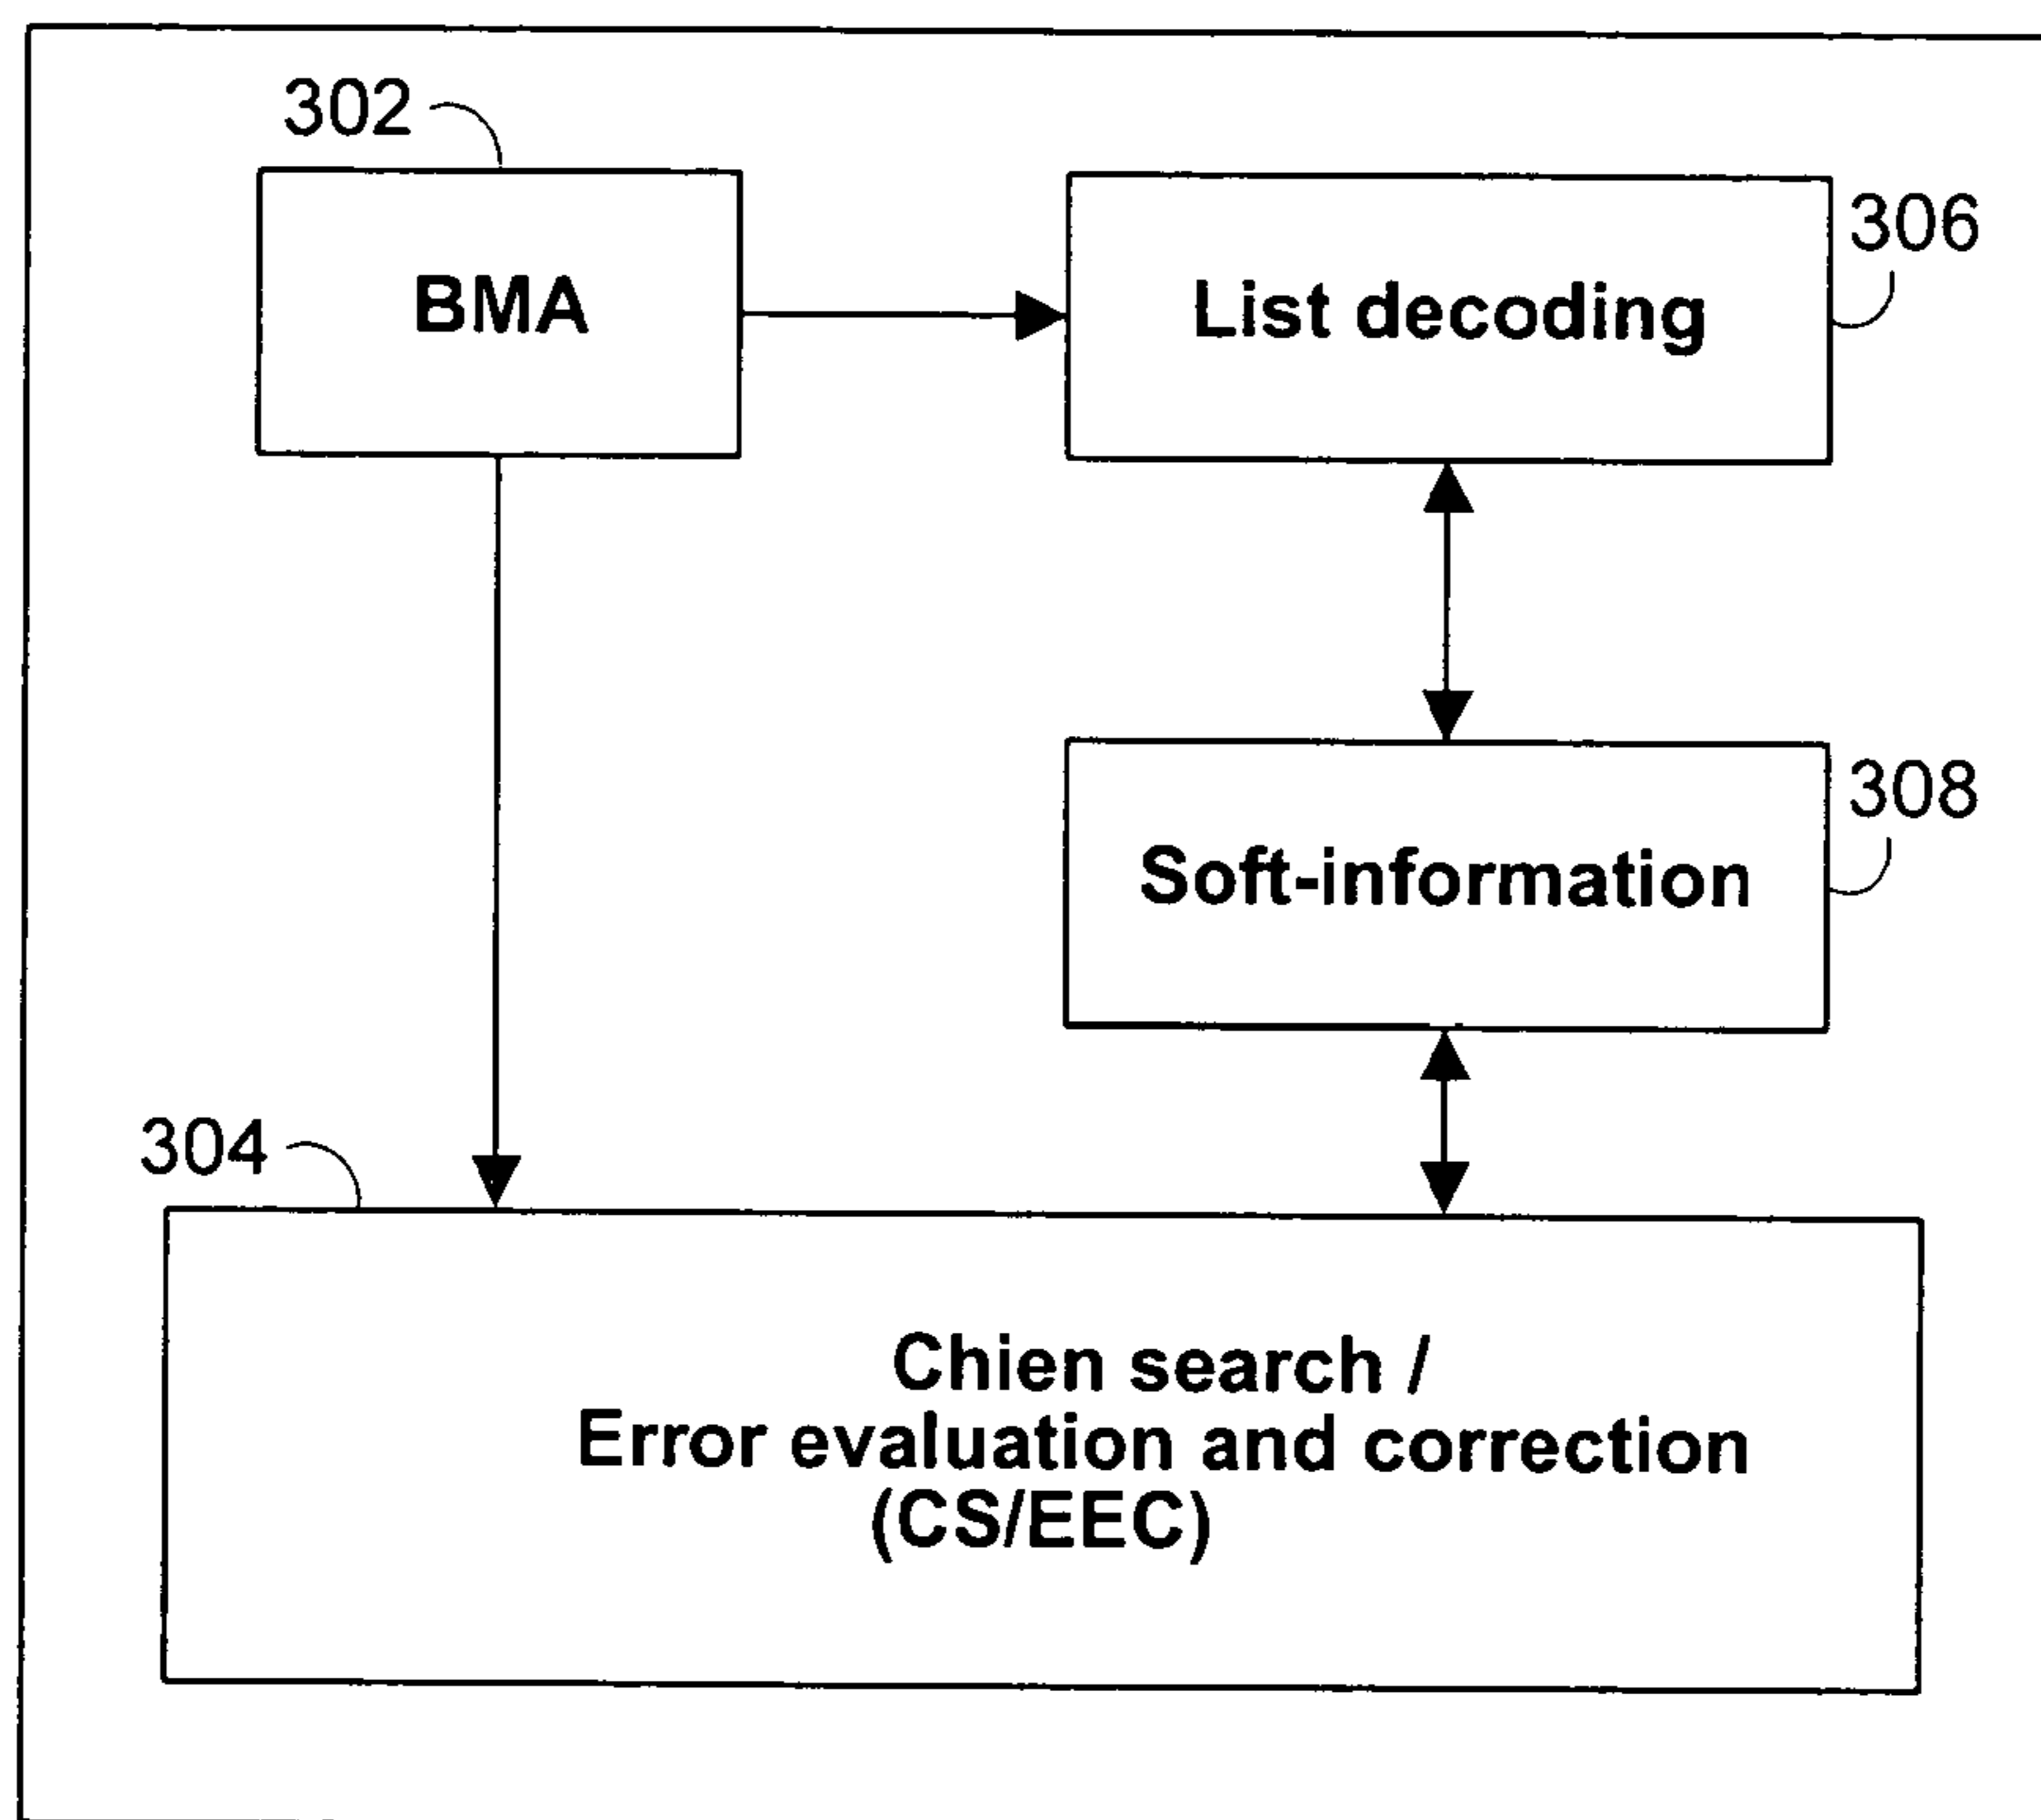 302
BMA
List decoding
306
Soft-information
308
304
Chien search /
Error evaluation and correction
(CS/EEC)